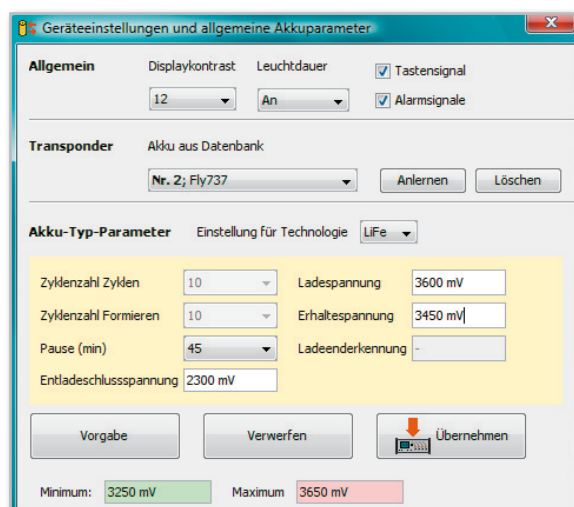 Geräteeinstellungen und allgemeine Akkuparameter
Allgemein Displaykontrast Leuchtdauer Tastensignal
12 An Alarmsignale
Transponder Akku aus Datenbank
Nr. 2; Fly737 Anlernen Löschen
Akku-Typ-Parameter Einstellung für Technologie LiFe
Zyklenzahl Zyklen 10 Ladespannung 3600 mV
Zyklenzahl Formieren 10 Erhaltespannung 3450 mV
Pause (min) 45 Ladeenderkennung -
Entladeschlussspannung 2300 mV
Vorgabe Verwerfen Übernehmen
Minimum: 3250 mV Maximum 3650 mV